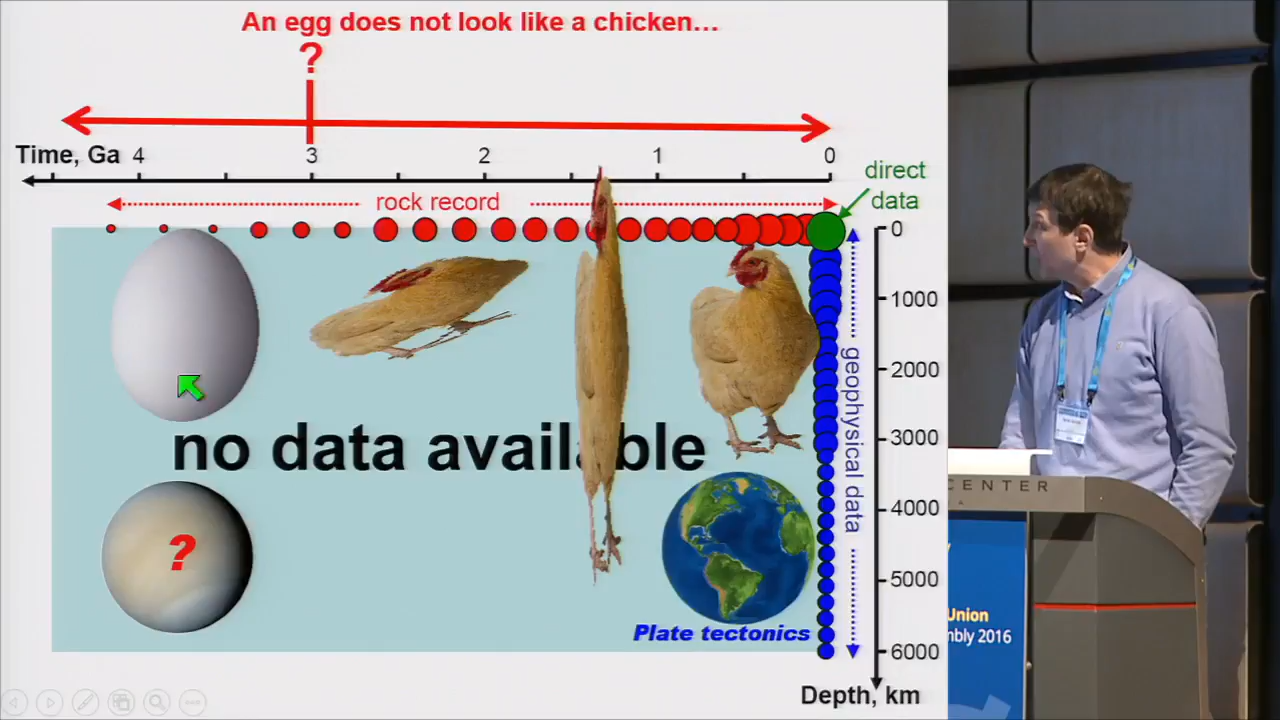 An egg does not look like a chicken...
?
Time, Ga 4 3 2 1 0
direct
data
rock record
0
1000
2000
3000
4000
5000
6000
geophysical data
no data available
?
Plate tectonics
Depth, km
CENTER
Union
mbly 2016